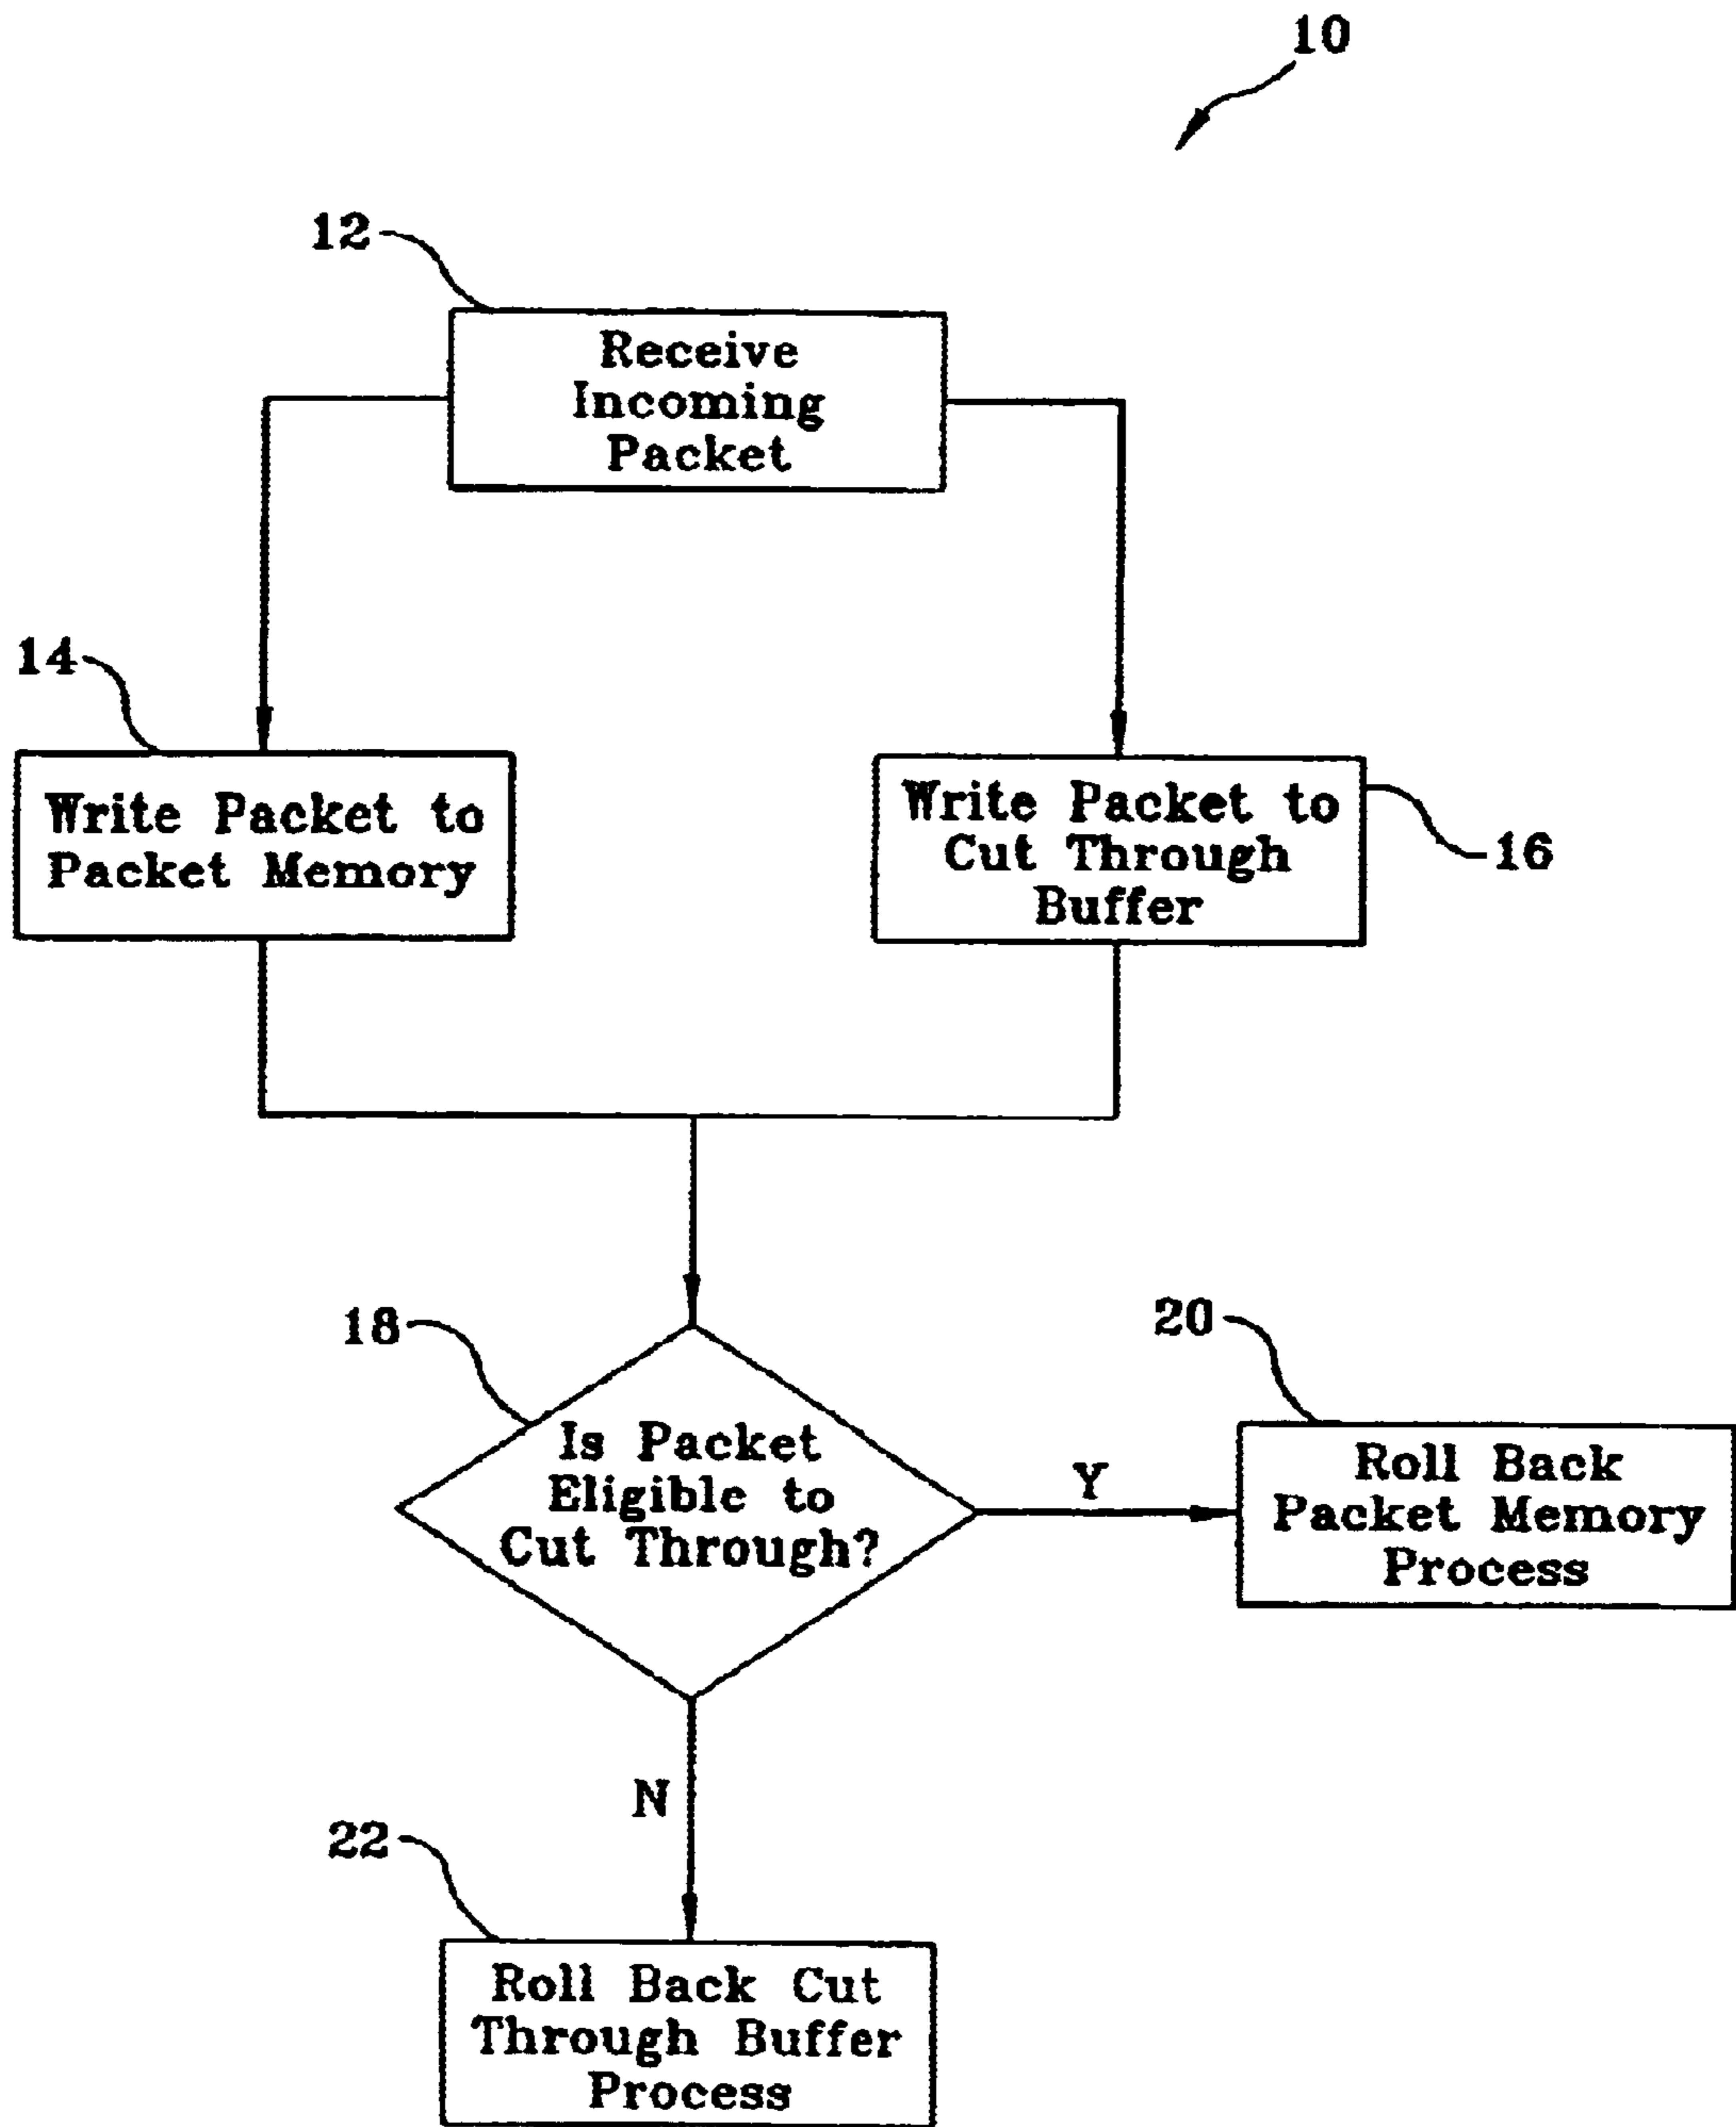 10
12
Receive
Incoming
Packet
14
Write Packet to
Packet Memory
Write Packet to
Cut Through
Buffer
16
18
Is Packet
Eligible to
Cut Through?
Y
20
Roll Back
Packet Memory
Process
N
22
Roll Back Cut
Through Buffer
Process